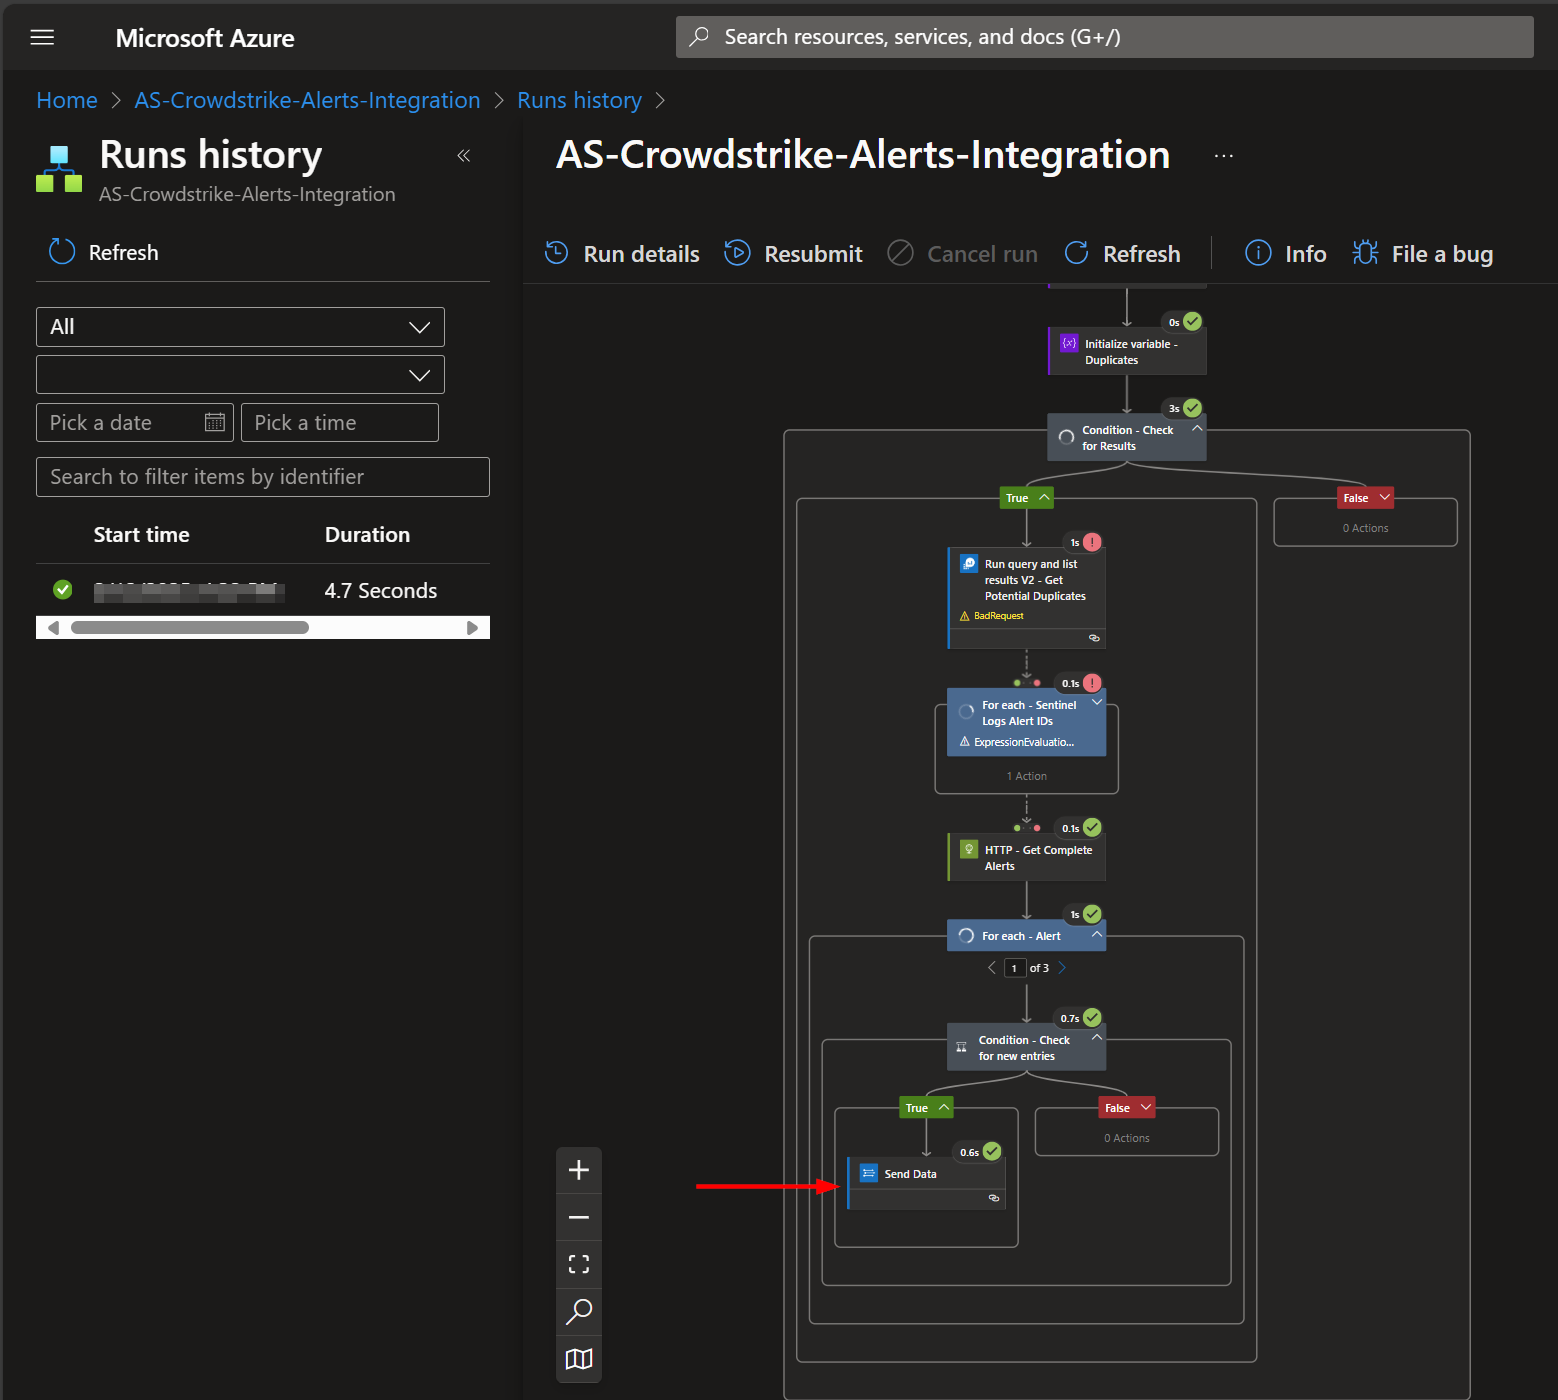 Microsoft Azure
Search resources, services, and docs (G+/)
Home > AS-Crowdstrike-Alerts-Integration > Runs history >
Runs history
AS-Crowdstrike-Alerts-Integration
Refresh
All
Pick a date
Pick a time
Search to filter items by identifier
Start time Duration
4.7 Seconds
AS-Crowdstrike-Alerts-Integration
...
Run details Resubmit Cancel run Refresh Info File a bug
0s
Initialize variable -
Duplicates
3s
Condition - Check
for Results
True
False
0 Actions
1s
Run query and list
results V2 - Get
Potential Duplicates
BadRequest
0.1s
For each - Sentinel
Logs Alert IDs
ExpressionEvaluatio...
1 Action
0.1s
HTTP - Get Complete
Alerts
1s
For each - Alert
1 of 3
0.7s
Condition - Check
for new entries
True
False
0 Actions
0.6s
Send Data